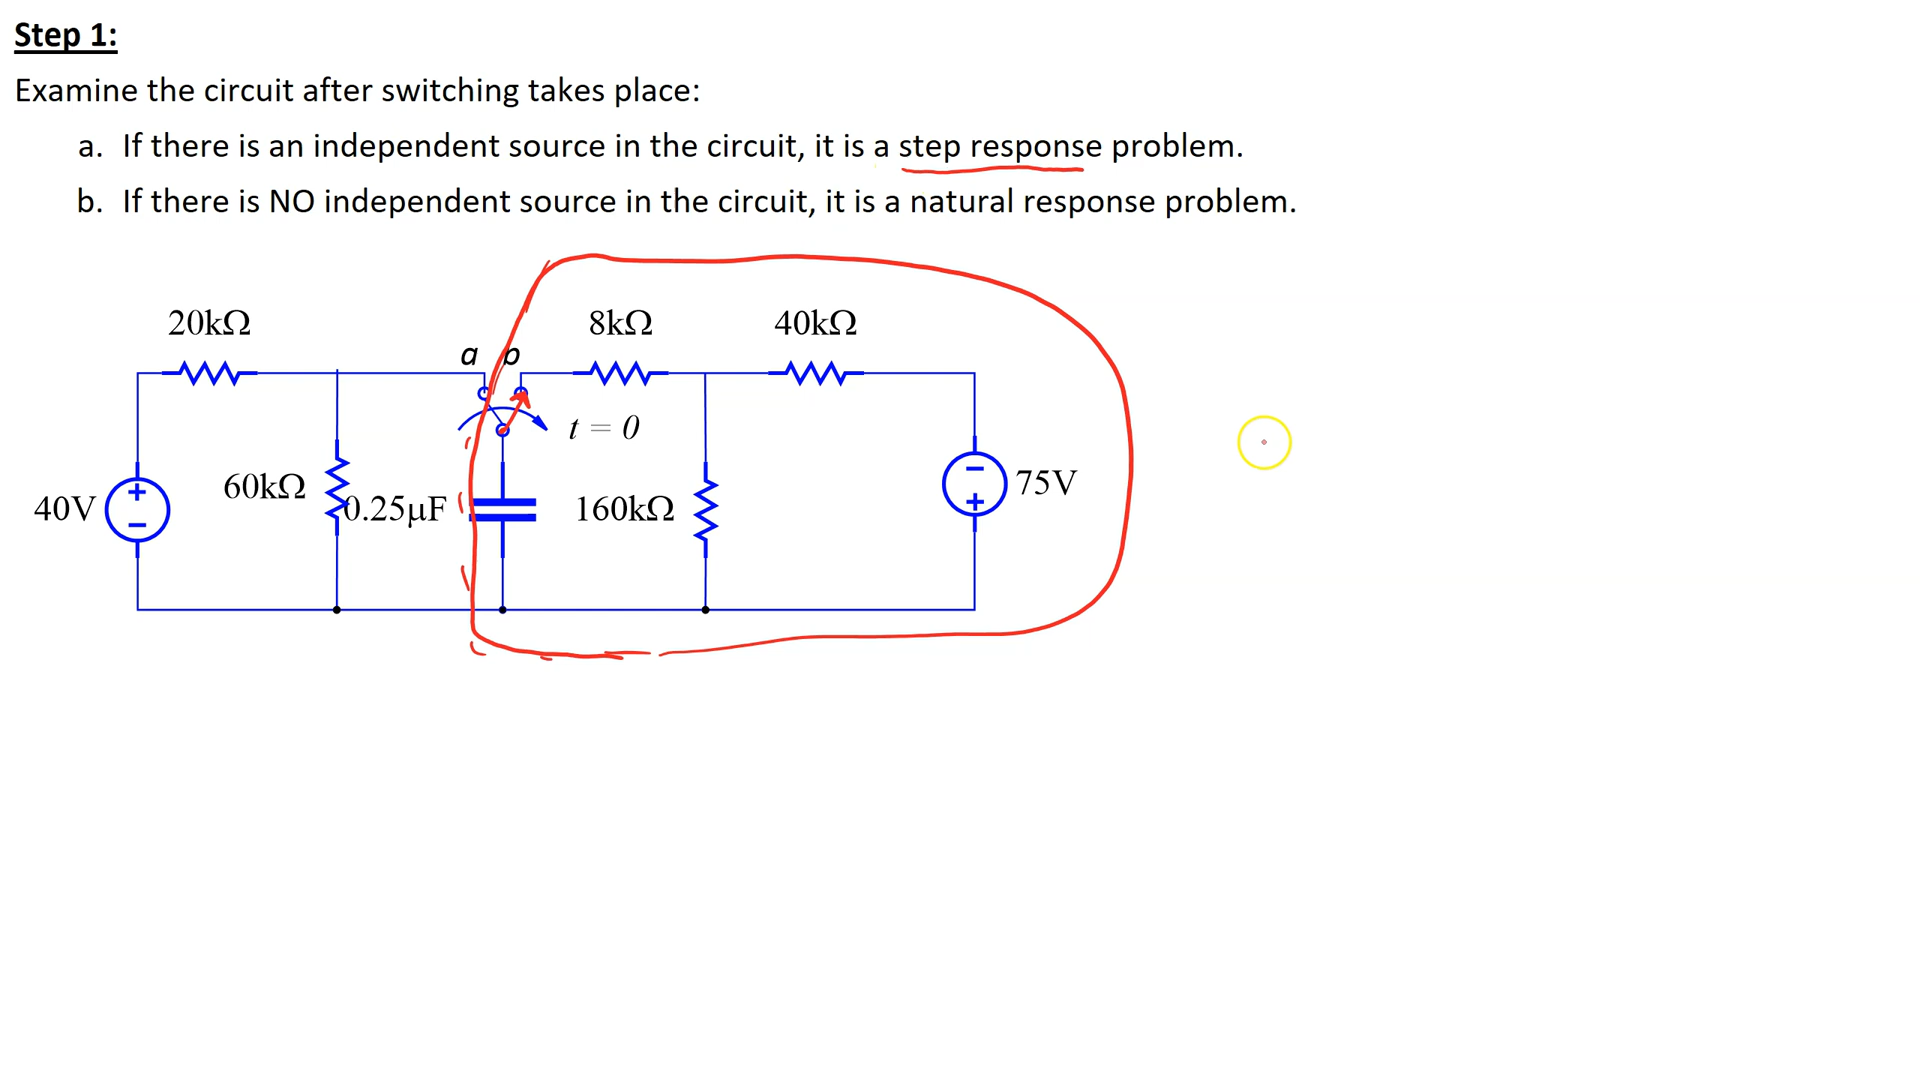 Step 1:
Examine the circuit after switching takes place:
a. If there is an independent source in the circuit, it is a step response problem.
b. If there is NO independent source in the circuit, it is a natural response problem.
20kΩ
8kΩ
40kΩ
a b
t = 0
60kΩ
75V
40V
0.25μF
160kΩ